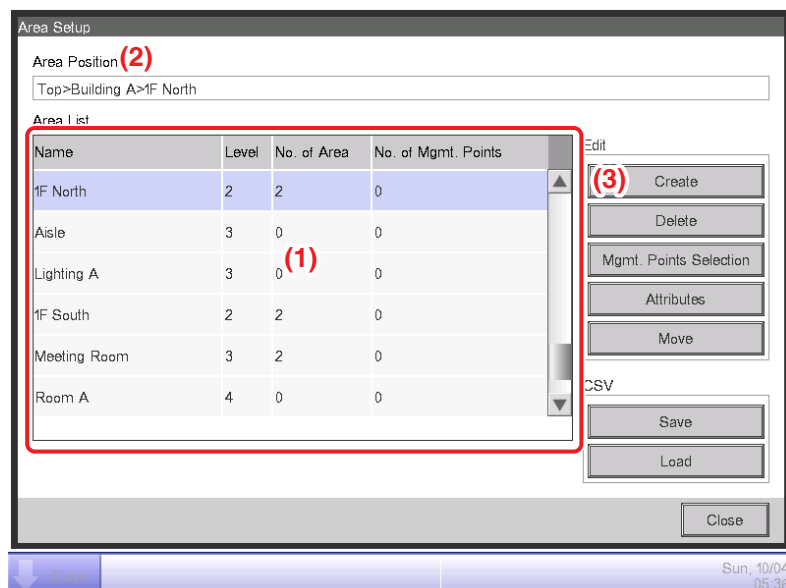 Area Setup
Area Position (2)
Top>Building A>1F North
Area List
Name Level No. of Area No. of Mgmt. Points
1F North 2 2 0
Aisle 3 0 0
Lighting A 3 0 0
(1)
1F South 2 2 0
Meeting Room 3 2 0
Room A 4 0 0
Edit
(3) Create
Delete
Mgmt. Points Selection
Attributes
Move
CSV
Save
Load
Close
Sun, 10/04
05:36